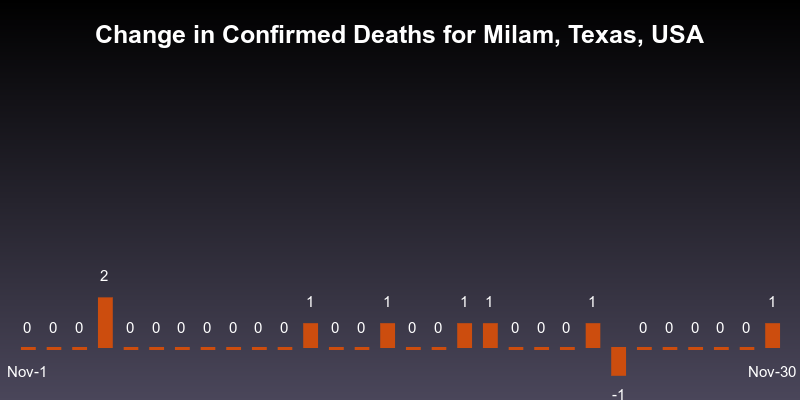 Change in Confirmed Deaths for Milam, Texas, USA
2
1 1 1 1 1 1
0 0 0 0 0 0 0 0 0 0 0 0 0 0 0 0 0 0 0 0 0 0
Nov-1 Nov-30
-1